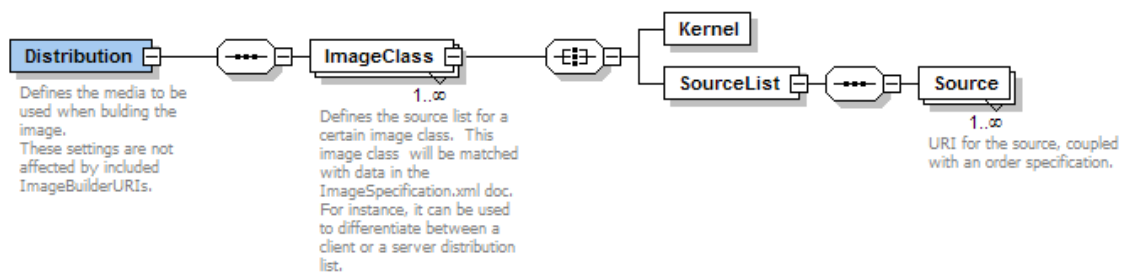 Distribution
Defines the media to be
used when bulding the
image.
These settings are not
affected by included
ImageBuilderURIs.
ImageClass
1..∞
Defines the source list for a
certain image class.  This
image class  will be matched
with data in the
ImageSpecification.xml doc.
For instance, it can be used
to differentiate between a
client or a server distribution
list.
Kernel
SourceList
Source
1..∞
URI for the source, coupled
with an order specification.